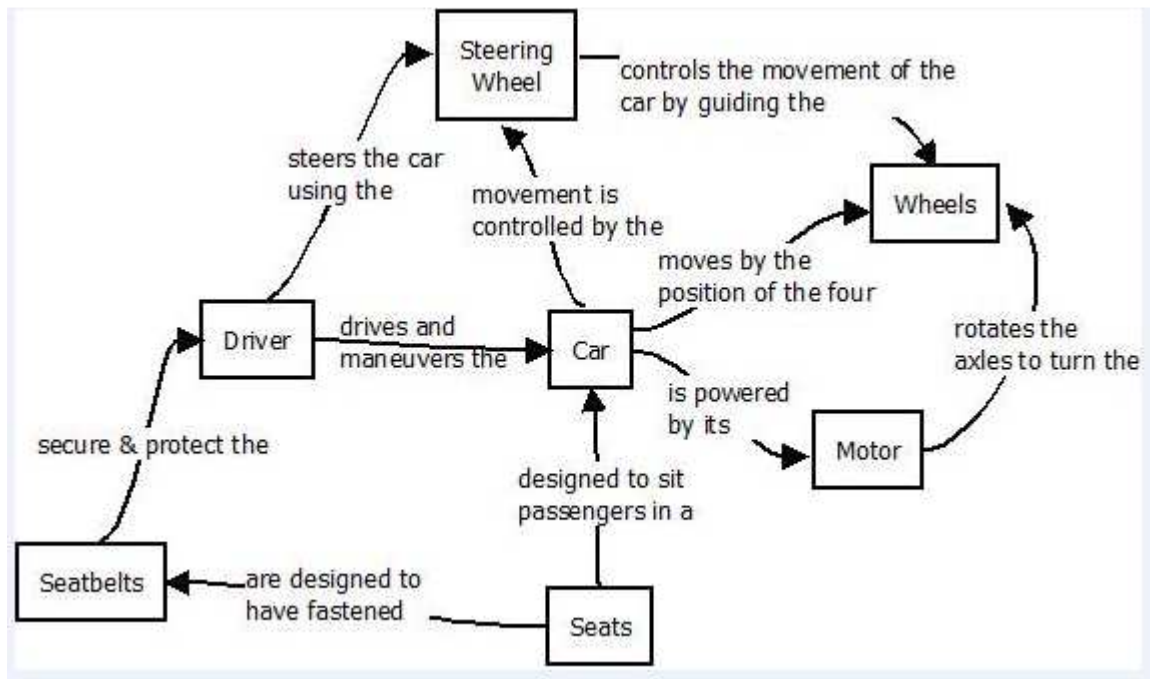 Steering
Wheel
controls the movement of the
car by guiding the
steers the car
using the
movement is
controlled by the
Wheels
moves by the
position of the four
Driver
drives and
maneuvers the
Car
rotates the
axles to turn the
is powered
by its
Motor
secure & protect the
designed to sit
passengers in a
Seatbelts
are designed to
have fastened
Seats